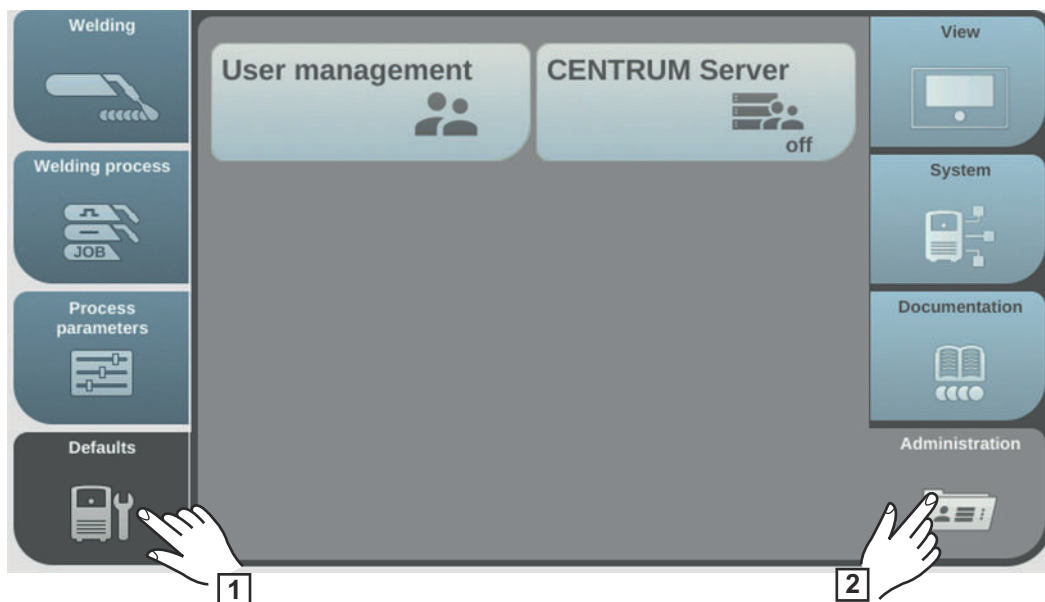 Welding
Welding process
JOB
Process
parameters
Defaults
User management
CENTRUM Server
off
View
System
Documentation
Administration
1
2